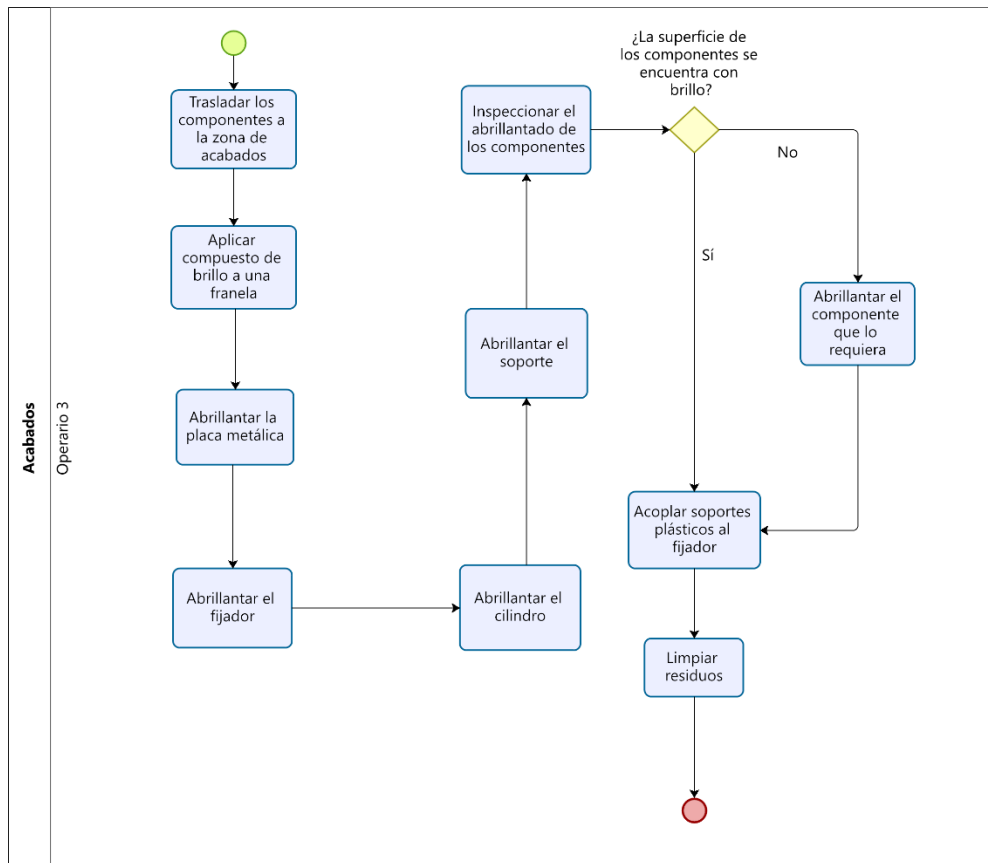 Acabados
Operario 3
Trasladar los
componentes a
la zona de
acabados
Aplicar
compuesto de
brillo a una
franela
Abrillantar la
placa metálica
Abrillantar el
fijador
Abrillantar el
cilindro
Abrillantar el
soporte
Inspeccionar el
abrillantado de
los componentes
¿La superficie de
los componentes se
encuentra con
brillo?
No
Sí
Abrillantar el
componente
que lo
requiera
Acoplar soportes
plásticos al
fijador
Limpiar
residuos